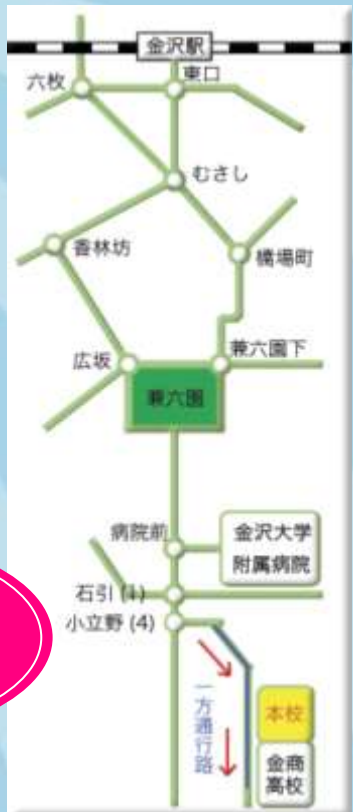 金沢駅
六枚
東口
むさし
香林坊
橋場町
広坂
兼六園下
兼六園
病院前
金沢大学
附属病院
石引 (1)
小立野 (4)
一方通行路
本校
金商
高校